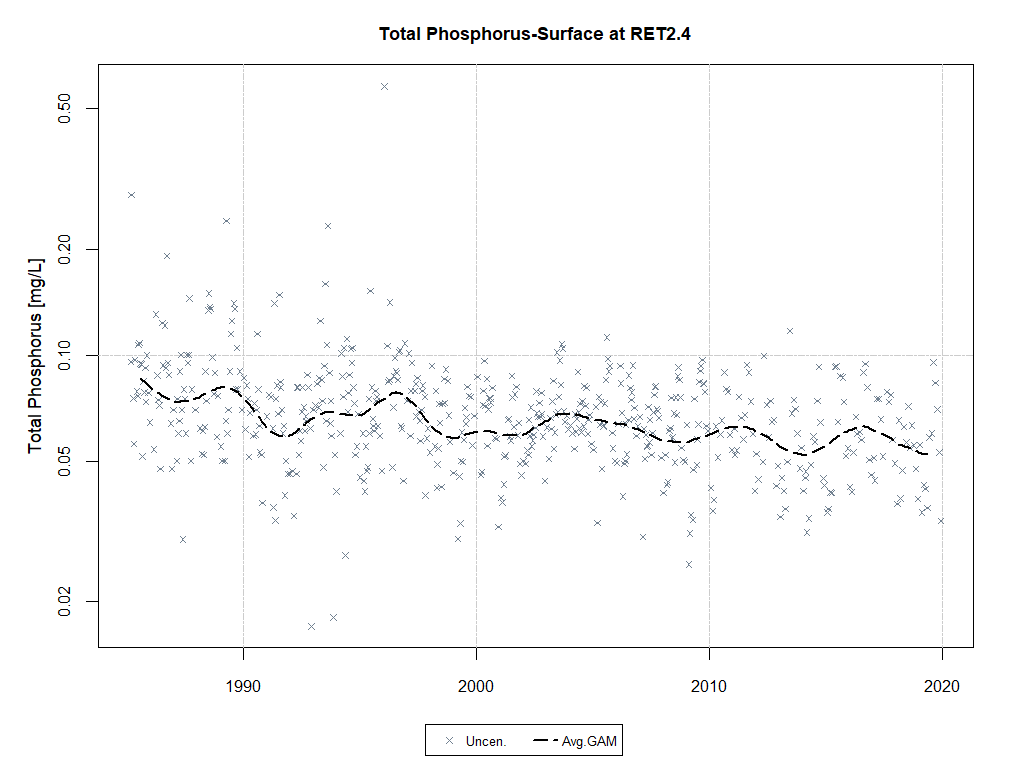 Total Phosphorus-Surface at RET2.4
Total Phosphorus [mg/L]
0.50
0.20
0.10
0.05
0.02
1990
2000
2010
2020
Uncen.
Avg.GAM